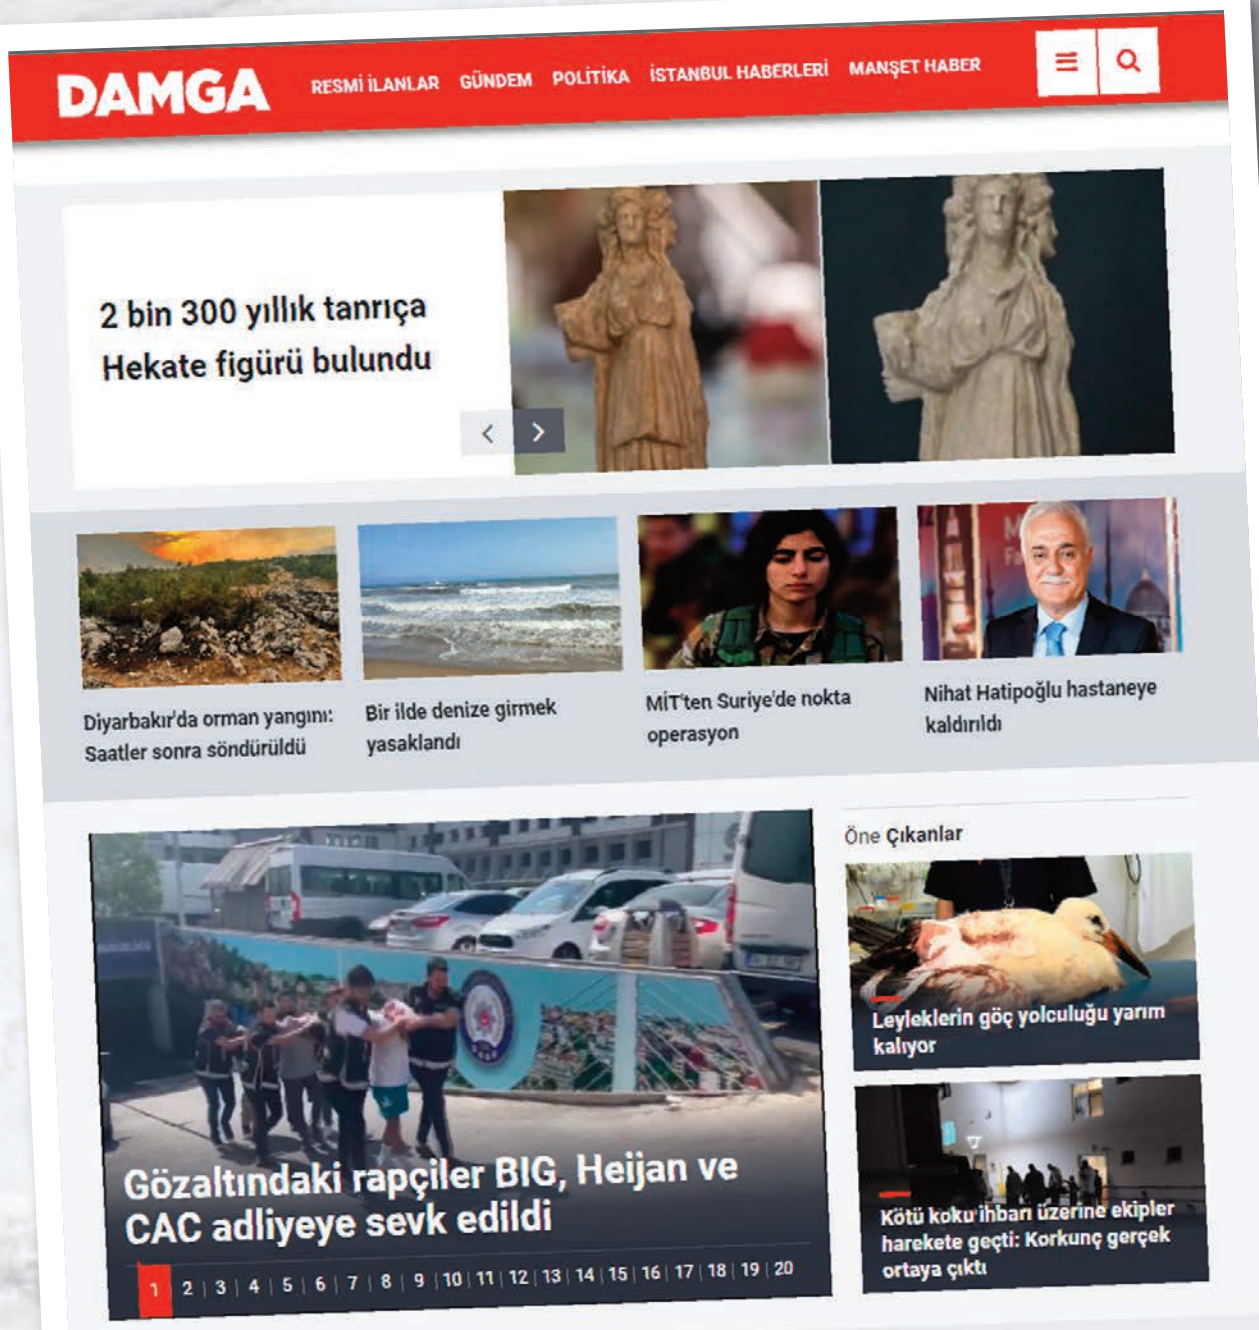 DAMGA
RESMİ İLANLAR GÜNDEM POLİTİKA İSTANBUL HABERLERİ MANŞET HABER
2 bin 300 yıllık tanrıça
Hekate figürü bulundu
Diyarbakır'da orman yangını:
Saatler sonra söndürüldü
Bir ilde denize girmek
yasaklandı
MİT'ten Suriye'de nokta
operasyon
Nihat Hatipoğlu hastaneye
kaldırıldı
Gözaltındaki rapçiler BIG, Heijan ve
CAC adliyeye sevk edildi
1 2 3 4 5 6 7 8 9 10 11 12 13 14 15 16 17 18 19 20
Öne Çıkanlar
Leyleklerin göç yolculuğu yarım
kalıyor
Kötü koku ihbarı üzerine ekipler
harekete geçti: Korkunç gerçek
ortaya çıktı